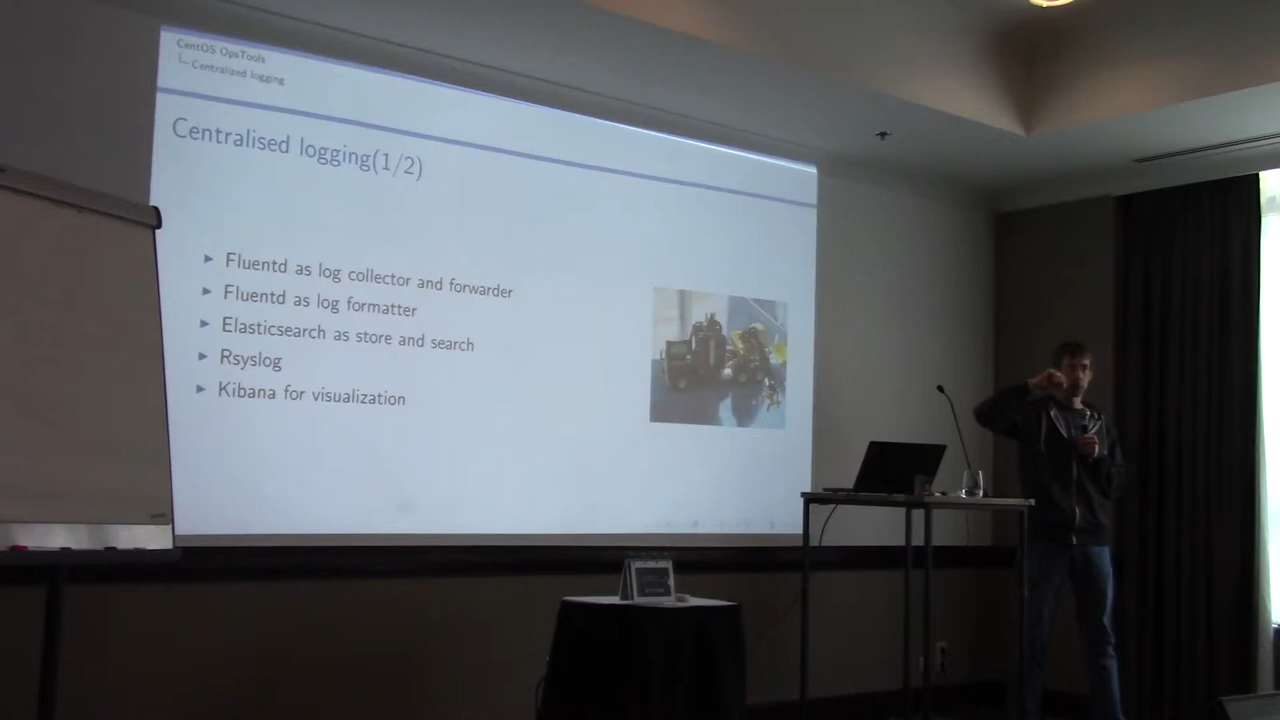 CentOS OpsTools
Centralized logging
Centralised logging(1/2)
Fluentd as log collector and forwarder
Fluentd as log formatter
Elasticsearch as store and search
Rsyslog
Kibana for visualization